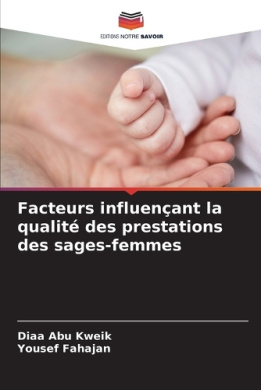 EDITIONS NOTRE SAVOIR
Facteurs influençant la
qualité des prestations
des sages-femmes
Diaa Abu Kweik
Yousef Fahajan